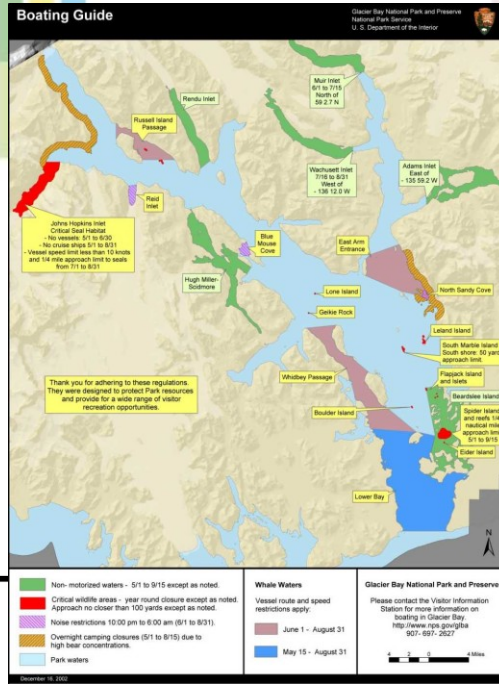 Boating Guide
Glacier Bay National Park and Preserve
National Park Service
U. S. Department of the Interior
Muir Inlet
6/1 to 7/15
North of
59 2.7 N
Rendu Inlet
Russell Island
Passage
Wachusett Inlet
7/16 to 8/31
West of
- 136 12.0 W
Adams Inlet
East of
- 135 59.2 W
Reid
Inlet
Johns Hopkins Inlet
Critical Seal Habitat
- No vessels: 5/1 to 6/30
- No cruise ships 5/1 to 8/31
- Vessel speed limit less than 10 knots
and 1/4 mile approach limit to seals
from 7/1 to 8/31
Blue
Mouse
Cove
East Arm
Entrance
Hugh Miller-
Scidmore
Lone Island
North Sandy Cove
Geikie Rock
Leland Island
South Marble Island
South shore: 50 yard
approach limit
Whidbey Passage
Flapjack Island
and Islets
Thank you for adhering to these regulations.
They were designed to protect Park resources
and provide for a wide range of visitor
recreation opportunities.
Beardslee Island
Boulder Island
Spider Island
and reefs 1/4
nautical mile
approach limit
5/1 to 9/15
Eider Island
Lower Bay
N
Non- motorized waters - 5/1 to 9/15 except as noted.
Critical wildlife areas - year round closure except as noted.
Approach no closer than 100 yards except as noted.
Noise restrictions 10:00 pm to 6:00 am (6/1 to 8/31).
Overnight camping closures (5/1 to 8/15) due to
high bear concentrations.
Park waters
Whale Waters
Vessel route and speed
restrictions apply:
June 1 - August 31
May 15 - August 31
Glacier Bay National Park and Preserve
Please contact the Visitor Information
Station for more information on
boating in Glacier Bay.
http://www.nps.gov/glba
907- 697- 2627
4 2 0 4 Miles
December 16, 2002